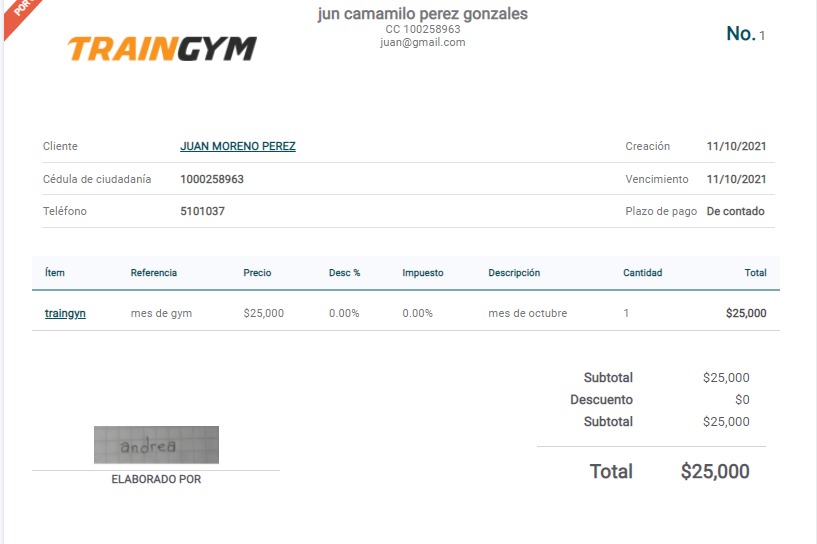 POR
jun camamilo perez gonzales
CC 100258963
juan@gmail.com
TRAINGYM
No. 1
Cliente JUAN MORENO PEREZ Creación 11/10/2021
Cédula de ciudadanía 1000258963 Vencimiento 11/10/2021
Teléfono 5101037 Plazo de pago De contado
Ítem Referencia Precio Desc % Impuesto Descripción Cantidad Total
traingyn mes de gym $25,000 0.00% 0.00% mes de octubre 1 $25,000
Subtotal $25,000
Descuento $0
Subtotal $25,000
Total $25,000
andrea
ELABORADO POR